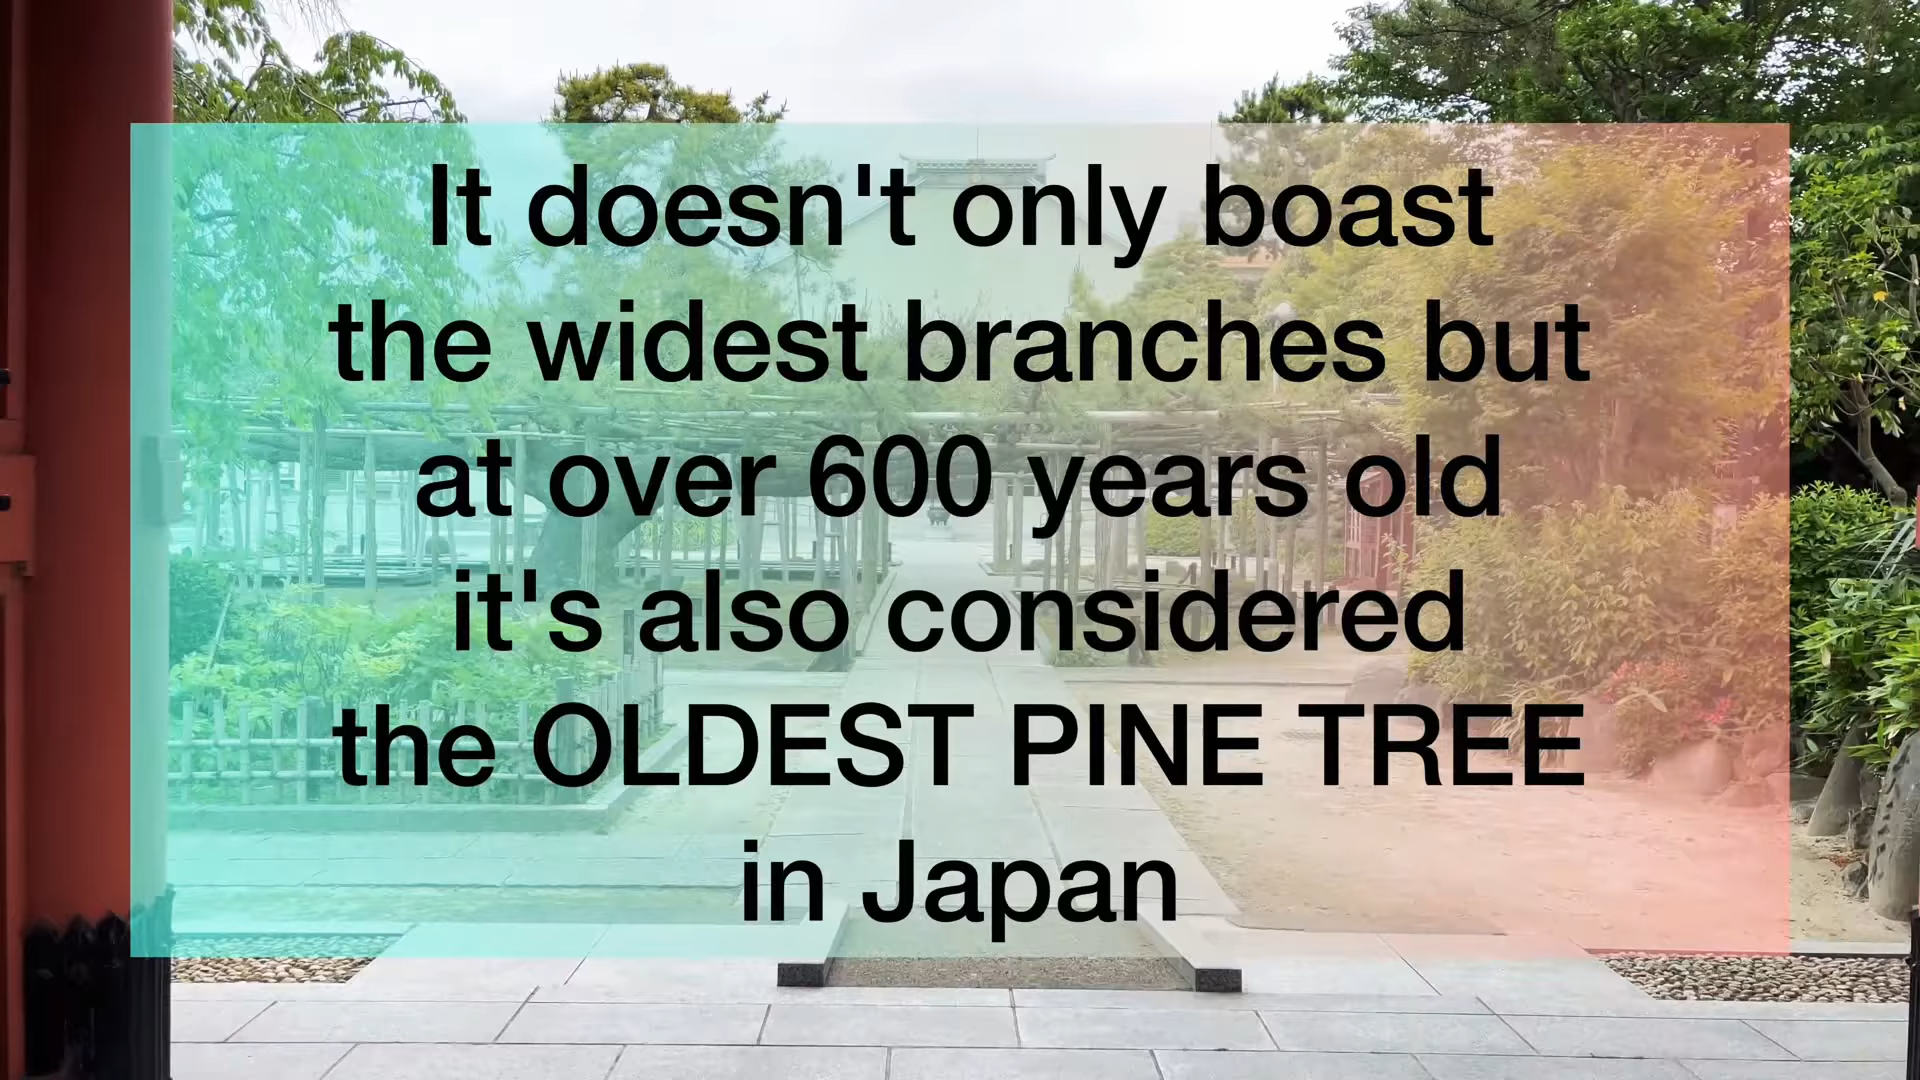 It doesn't only boast
the widest branches but
at over 600 years old
it's also considered
the OLDEST PINE TREE
in Japan